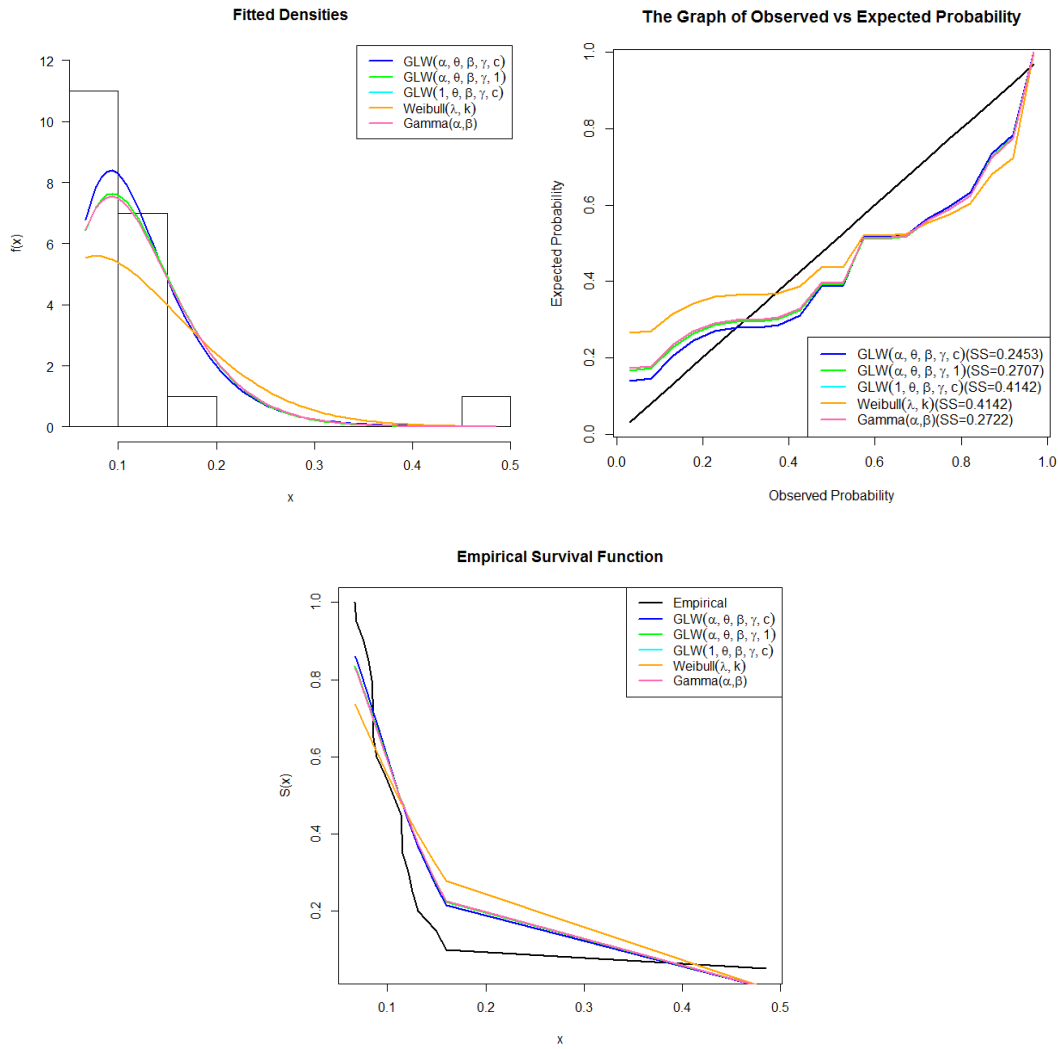 Fitted Densities
GLW(α, θ, β, γ, c)
GLW(α, θ, β, γ, 1)
GLW(1, θ, β, γ, c)
Weibull(λ, k)
Gamma(α,β)
f(x)
12
10
8
6
4
2
0
0.1
0.2
0.3
0.4
0.5
x
The Graph of Observed vs Expected Probability
Expected Probability
1.0
0.8
0.6
0.4
0.2
0.0
GLW(α, θ, β, γ, c)(SS=0.2453)
GLW(α, θ, β, γ, 1)(SS=0.2707)
GLW(1, θ, β, γ, c)(SS=0.4142)
Weibull(λ, k)(SS=0.4142)
Gamma(α,β)(SS=0.2722)
0.0
0.2
0.4
0.6
0.8
1.0
Observed Probability
Empirical Survival Function
Empirical
GLW(α, θ, β, γ, c)
GLW(α, θ, β, γ, 1)
GLW(1, θ, β, γ, c)
Weibull(λ, k)
Gamma(α,β)
S(x)
1.0
0.8
0.6
0.4
0.2
0.1
0.2
0.3
0.4
0.5
x